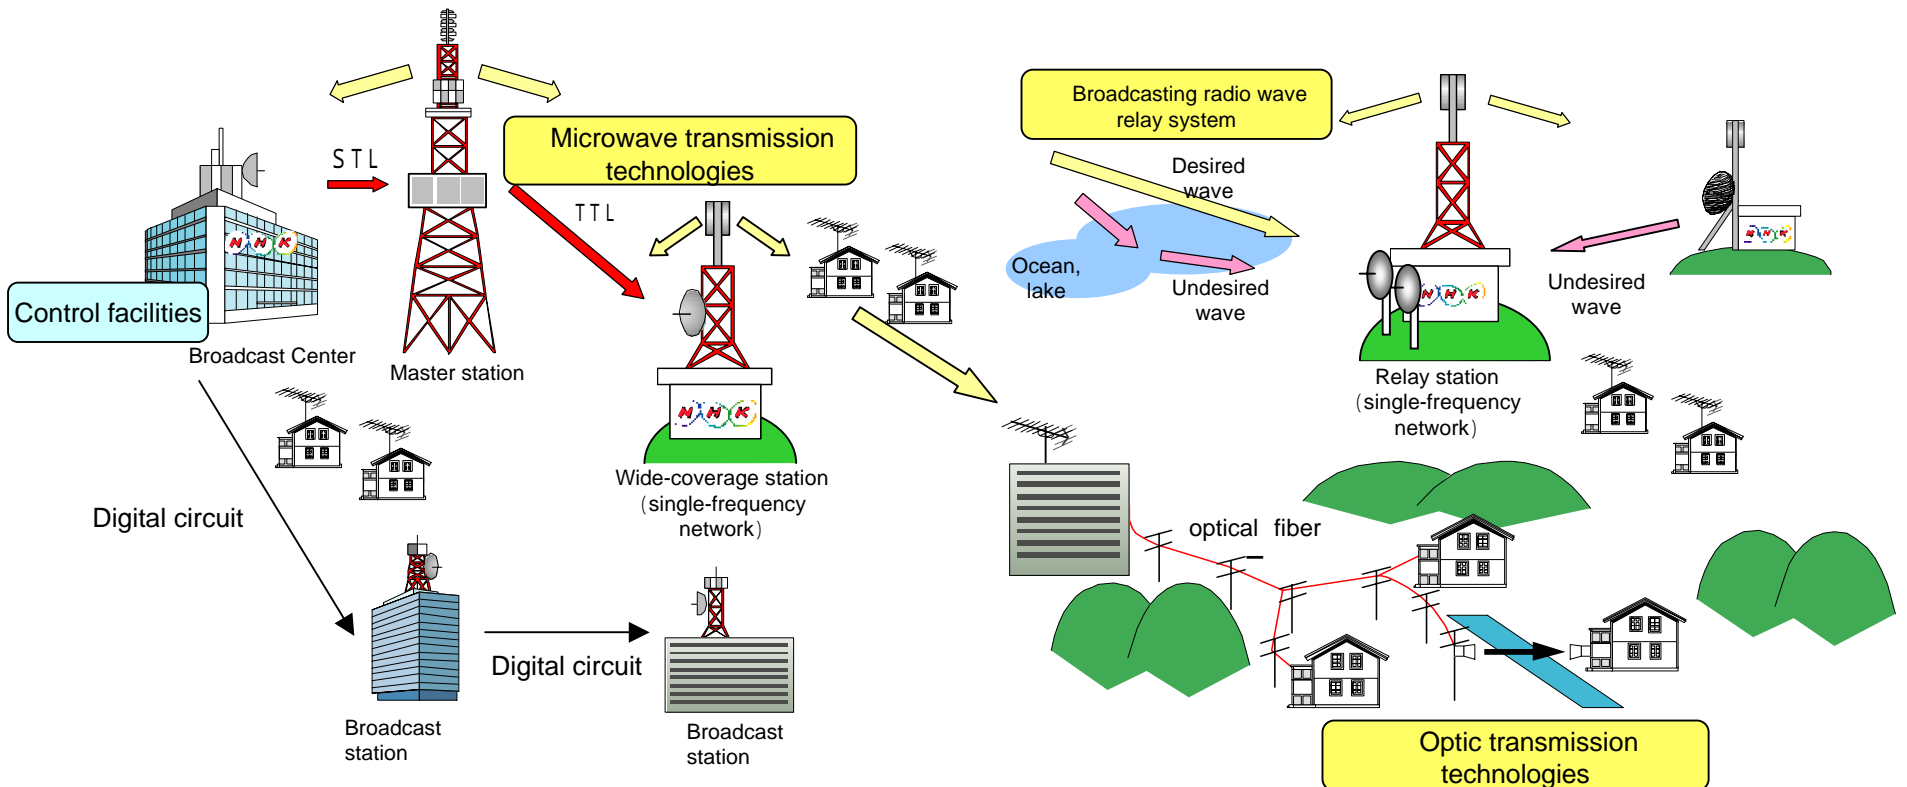 STL
Microwave transmission
technologies
TTL
NHK
Control facilities
Broadcast Center
Master station
NHK
Wide-coverage station
(single-frequency
network)
Digital circuit
Digital circuit
Broadcast
station
Broadcast
station
Broadcasting radio wave
relay system
Desired
wave
Ocean,
lake
Undesired
wave
NHK
Undesired
wave
NHK
Relay station
(single-frequency
network)
optical fiber
Optic transmission
technologies